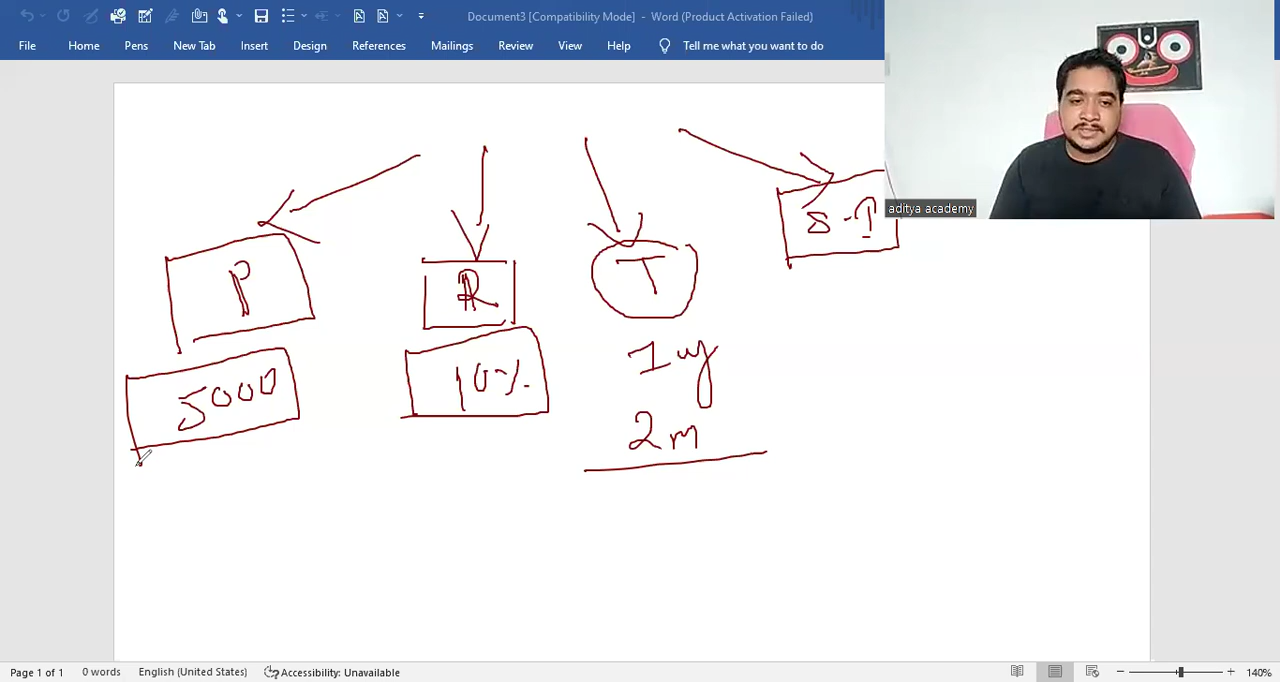 Document3 [Compatibility Mode] - Word (Product Activation Failed)
File Home Pens New Tab Insert Design References Mailings Review View Help Tell me what you want to do
aditya academy
P R T S-I
5000 10% 1 y
2 m
Page 1 of 1 0 words English (United States) Accessibility: Unavailable 140%